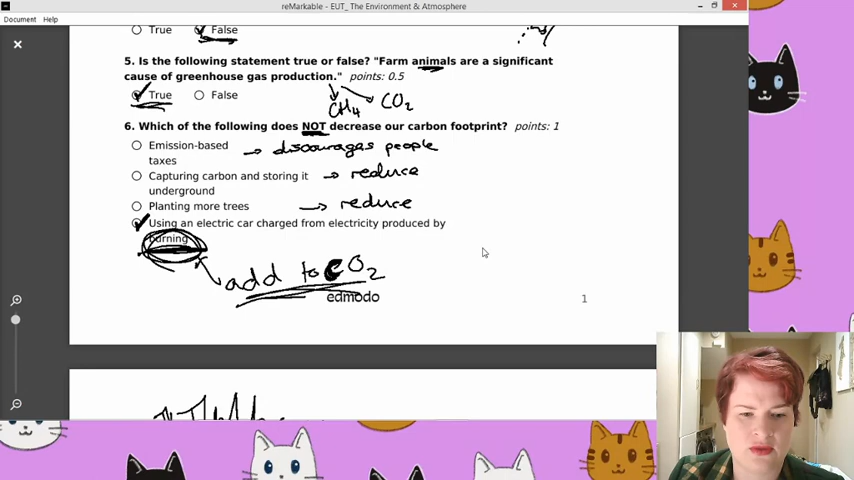 reMarkable - EUT_ The Environment & Atmosphere
Document Help
True False
5. Is the following statement true or false? "Farm animals are a significant
cause of greenhouse gas production." points: 0.5
True False
CH4 CO2
6. Which of the following does NOT decrease our carbon footprint? points: 1
Emission-based
taxes
→ discourages people
Capturing carbon and storing it
underground
→ reduce
Planting more trees → reduce
Using an electric car charged from electricity produced by
burning
add to CO2
edmodo
1